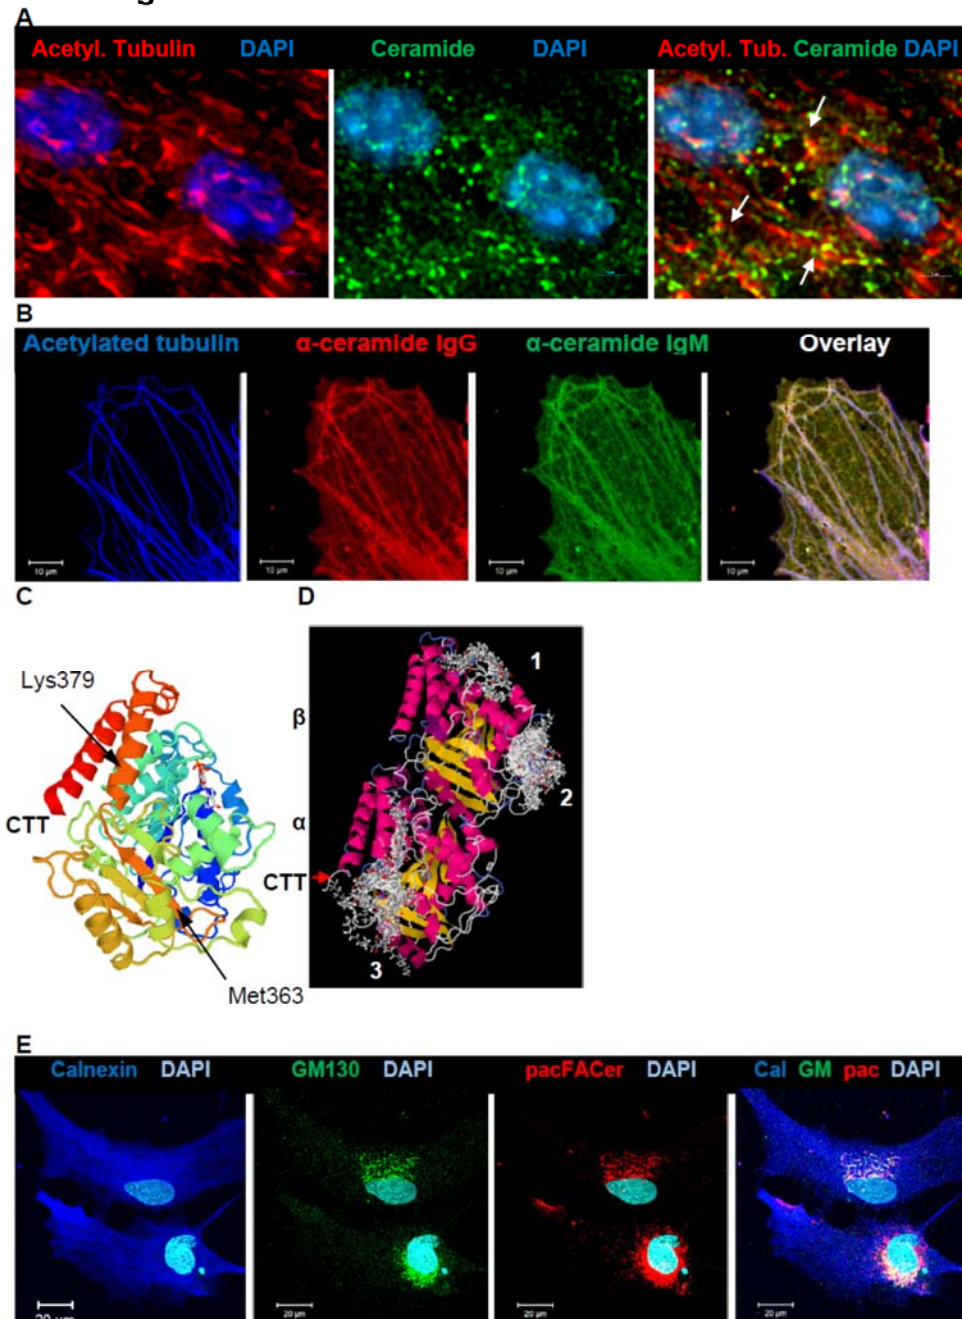 A
Acetyl. Tubulin DAPI Ceramide DAPI Acetyl. Tub. Ceramide DAPI
B
Acetylated tubulin α-ceramide IgG α-ceramide IgM Overlay
10 µm 10 µm 10 µm 10 µm
C D
Lys379
CTT
Met363
1
β
2
α
CTT
3
E
Calnexin DAPI GM130 DAPI pacFACer DAPI Cal GM pac DAPI
20 µm 20 µm 20 µm 20 µm